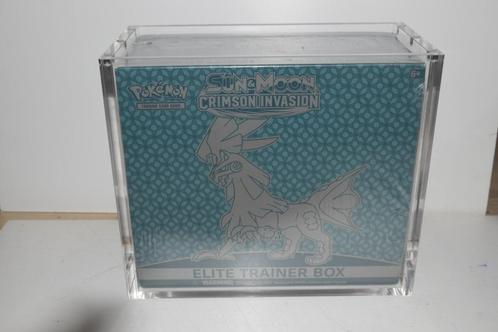 Pokémon
TRADING CARD GAME
SUN & MOON
CRIMSON INVASION
6+
ELITE TRAINER BOX
WARNING: